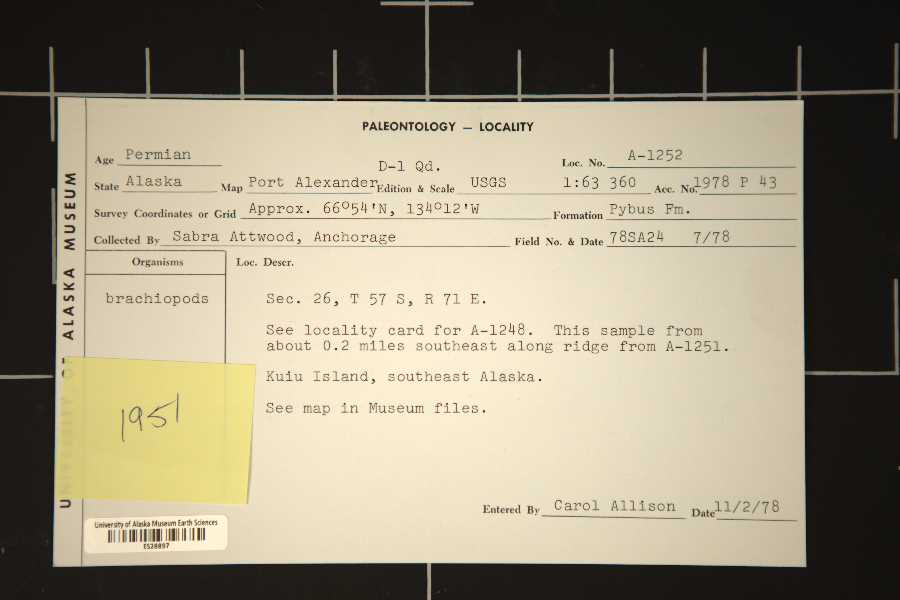 PALEONTOLOGY — LOCALITY
Age Permian
Loc. No. A-1252
D-1 Qd.
State Alaska Map Port Alexander Edition & Scale USGS 1:63 360 Acc. No. 1978 P 43
Survey Coordinates or Grid Approx. 66°54'N, 134°12'W Formation Pybus Fm.
Collected By Sabra Attwood, Anchorage Field No. & Date 78SA24 7/78
Organisms
Loc. Descr.
brachiopods
Sec. 26, T 57 S, R 71 E.
See locality card for A-1248. This sample from
about 0.2 miles southeast along ridge from A-1251.
Kuiu Island, southeast Alaska.
See map in Museum files.
1951
Entered By Carol Allison Date 11/2/78
University of Alaska Museum Earth Sciences
ES28897
UNIVERSITY OF ALASKA MUSEUM